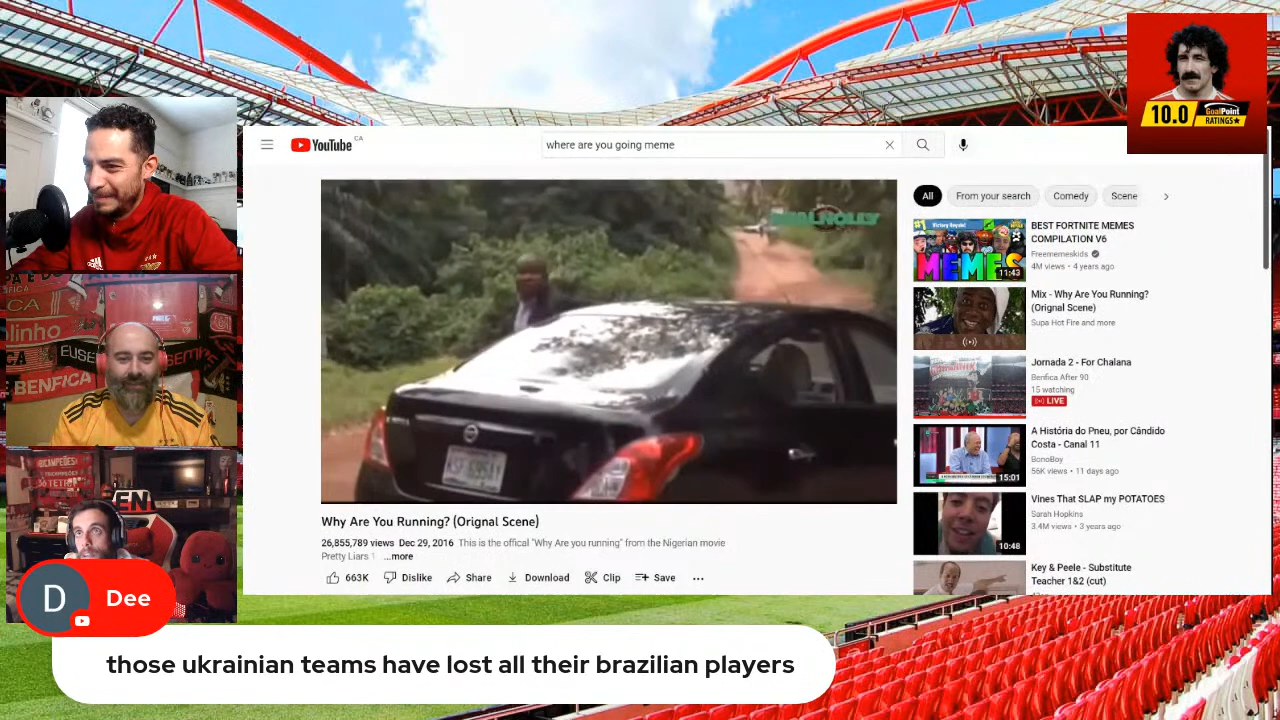 YouTube CA
where are you going meme
10.0 GoalPoint
RATINGS★
All
From your search
Comedy
Scene
BEST FORTNITE MEMES
COMPILATION V6
Freememeskids
4M views • 4 years ago
MEMES
11:43
Mix - Why Are You Running?
(Orignal Scene)
Supa Hot Fire and more
Jornada 2 - For Chalana
Benfica After 90
15 watching
LIVE
A História do Pneu, por Cândido
Costa - Canal 11
BonoBoy
56K views • 11 days ago
15:01
Vines That SLAP my POTATOES
Sarah Hopkins
3.4M views • 3 years ago
10:48
Key & Peele - Substitute
Teacher 1&2 (cut)
Why Are You Running? (Orignal Scene)
26,855,789 views Dec 29, 2016 This is the offical "Why Are you running" from the Nigerian movie
Pretty Liars 1 ...more
663K
Dislike
Share
Download
Clip
Save
BENFICA
D
Dee
those ukrainian teams have lost all their brazilian players